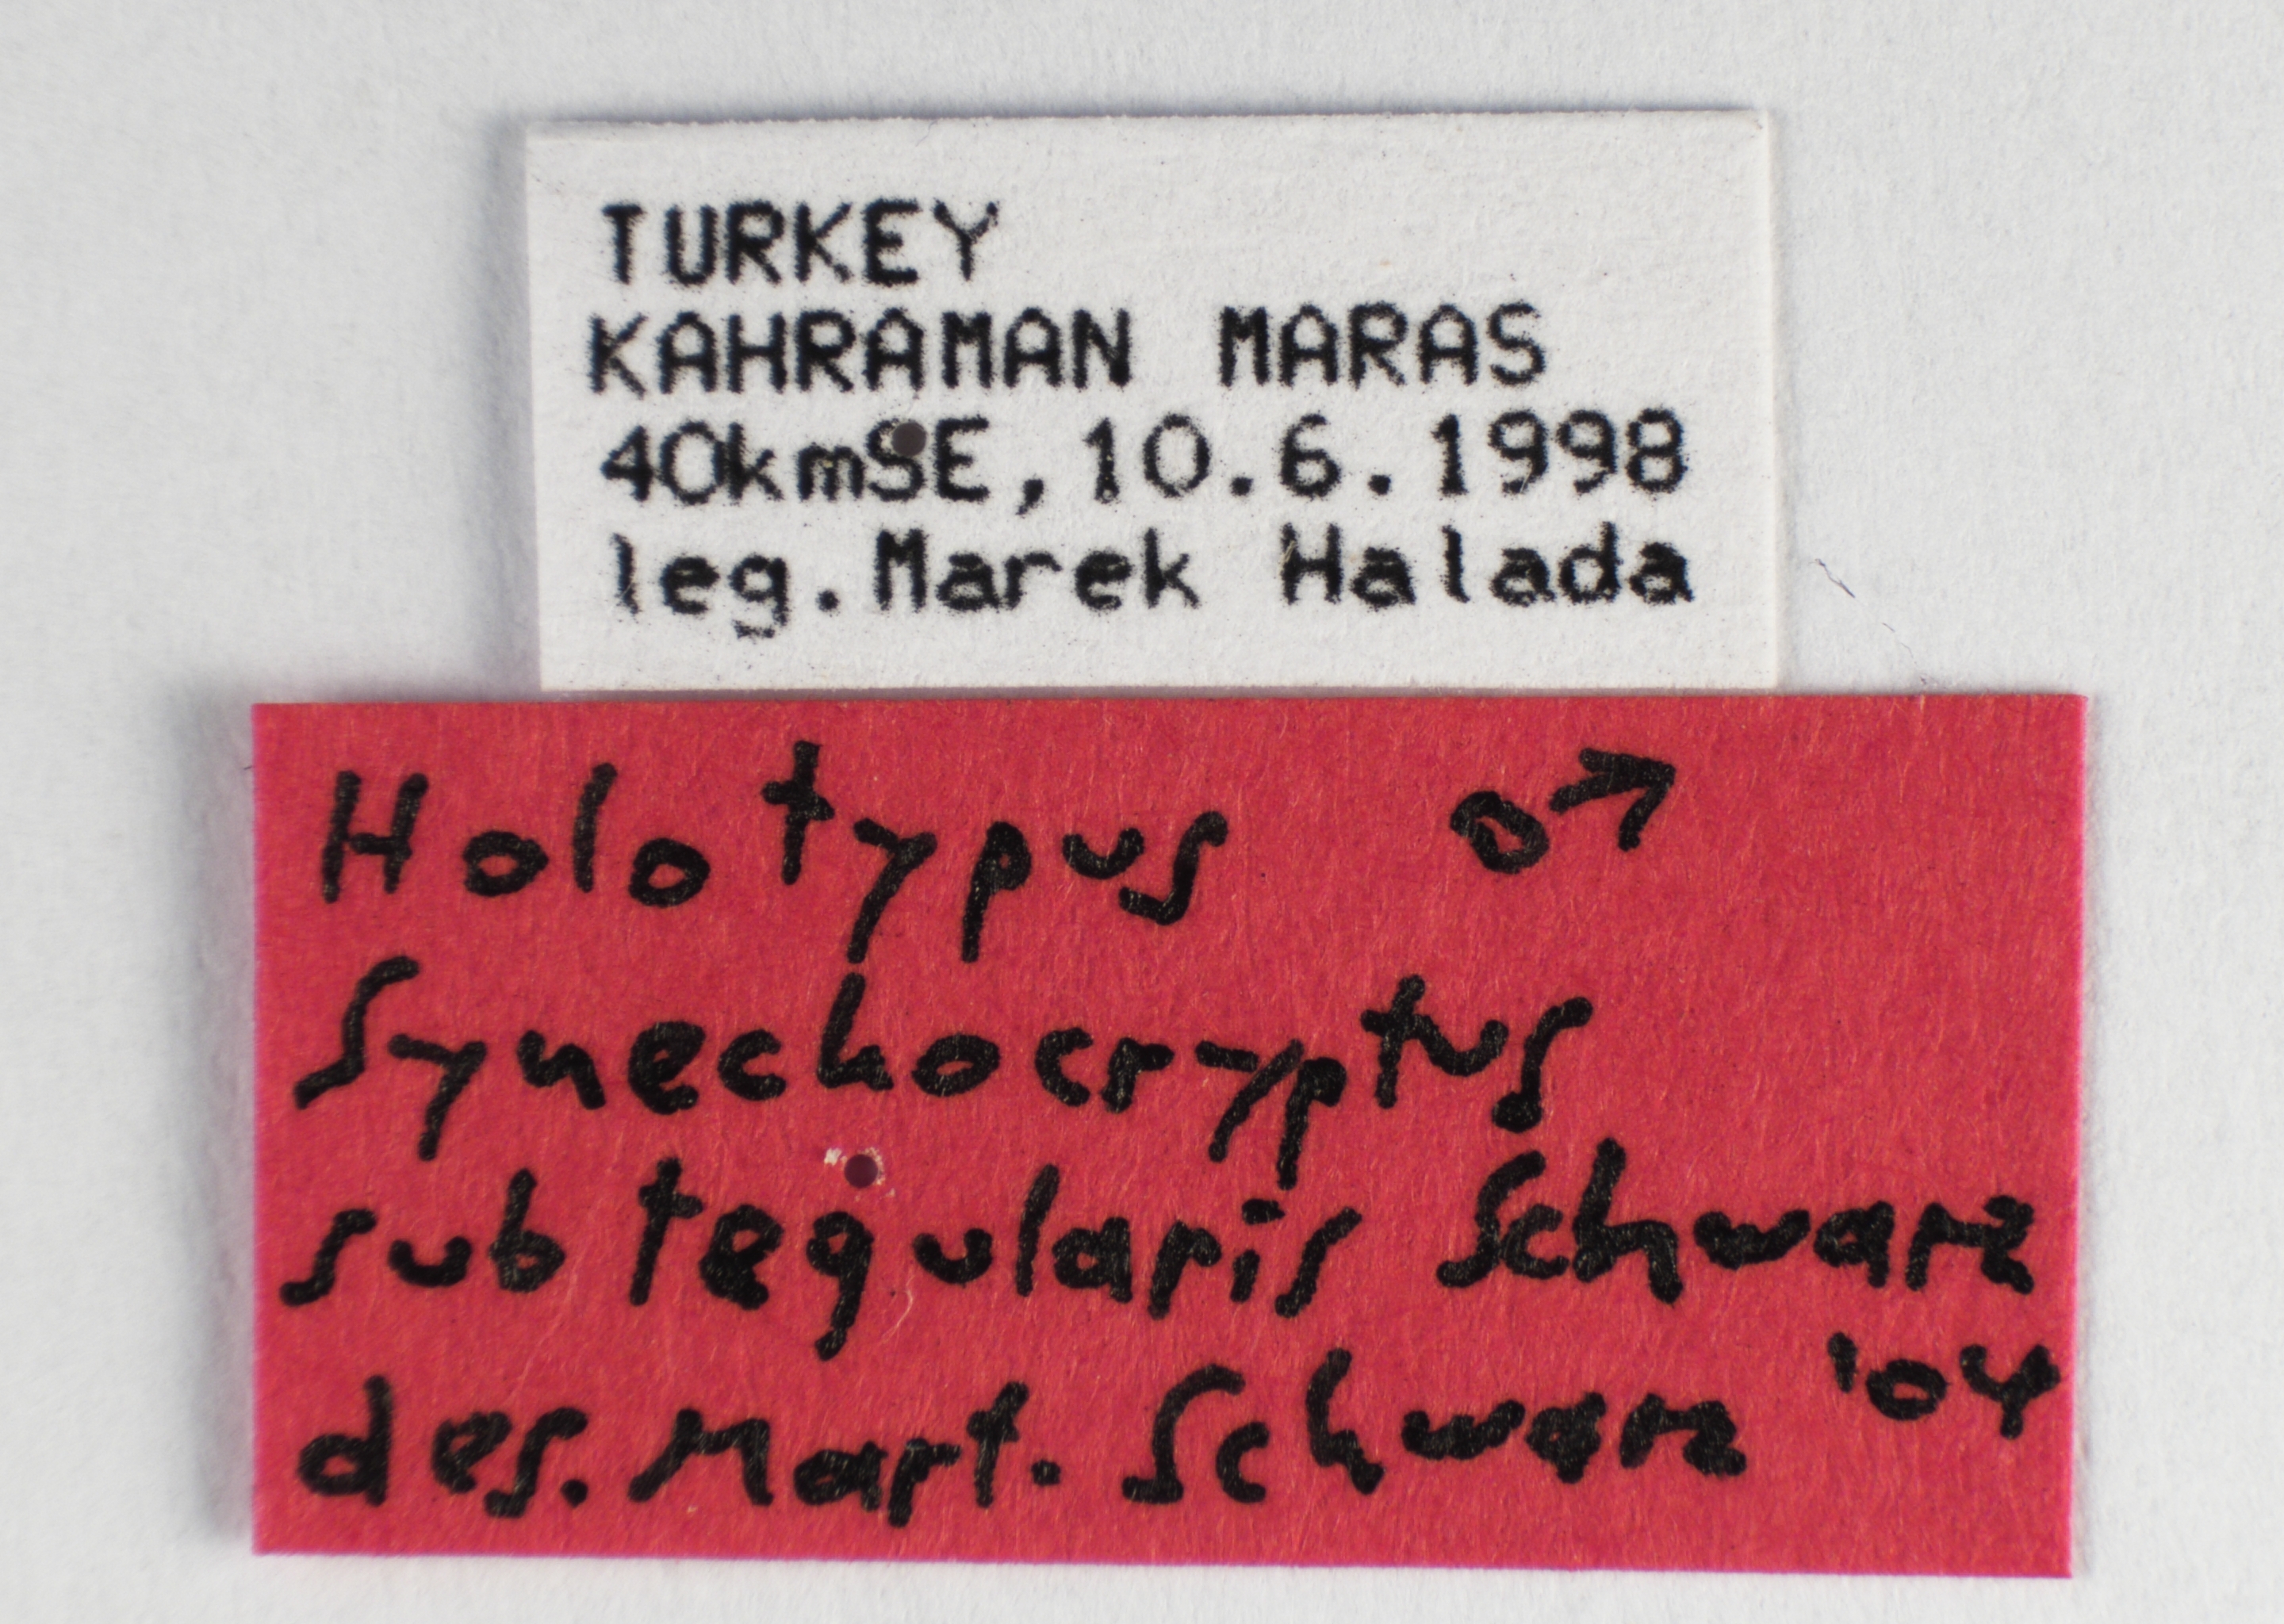 TURKEY
KAHRAMAN MARAS
40kmSE,10.6.1998
leg.Marek Halada
Holotypus ♂
Synechocryptus
subtegularis Schwarz
des. Mart. Schwarz '04